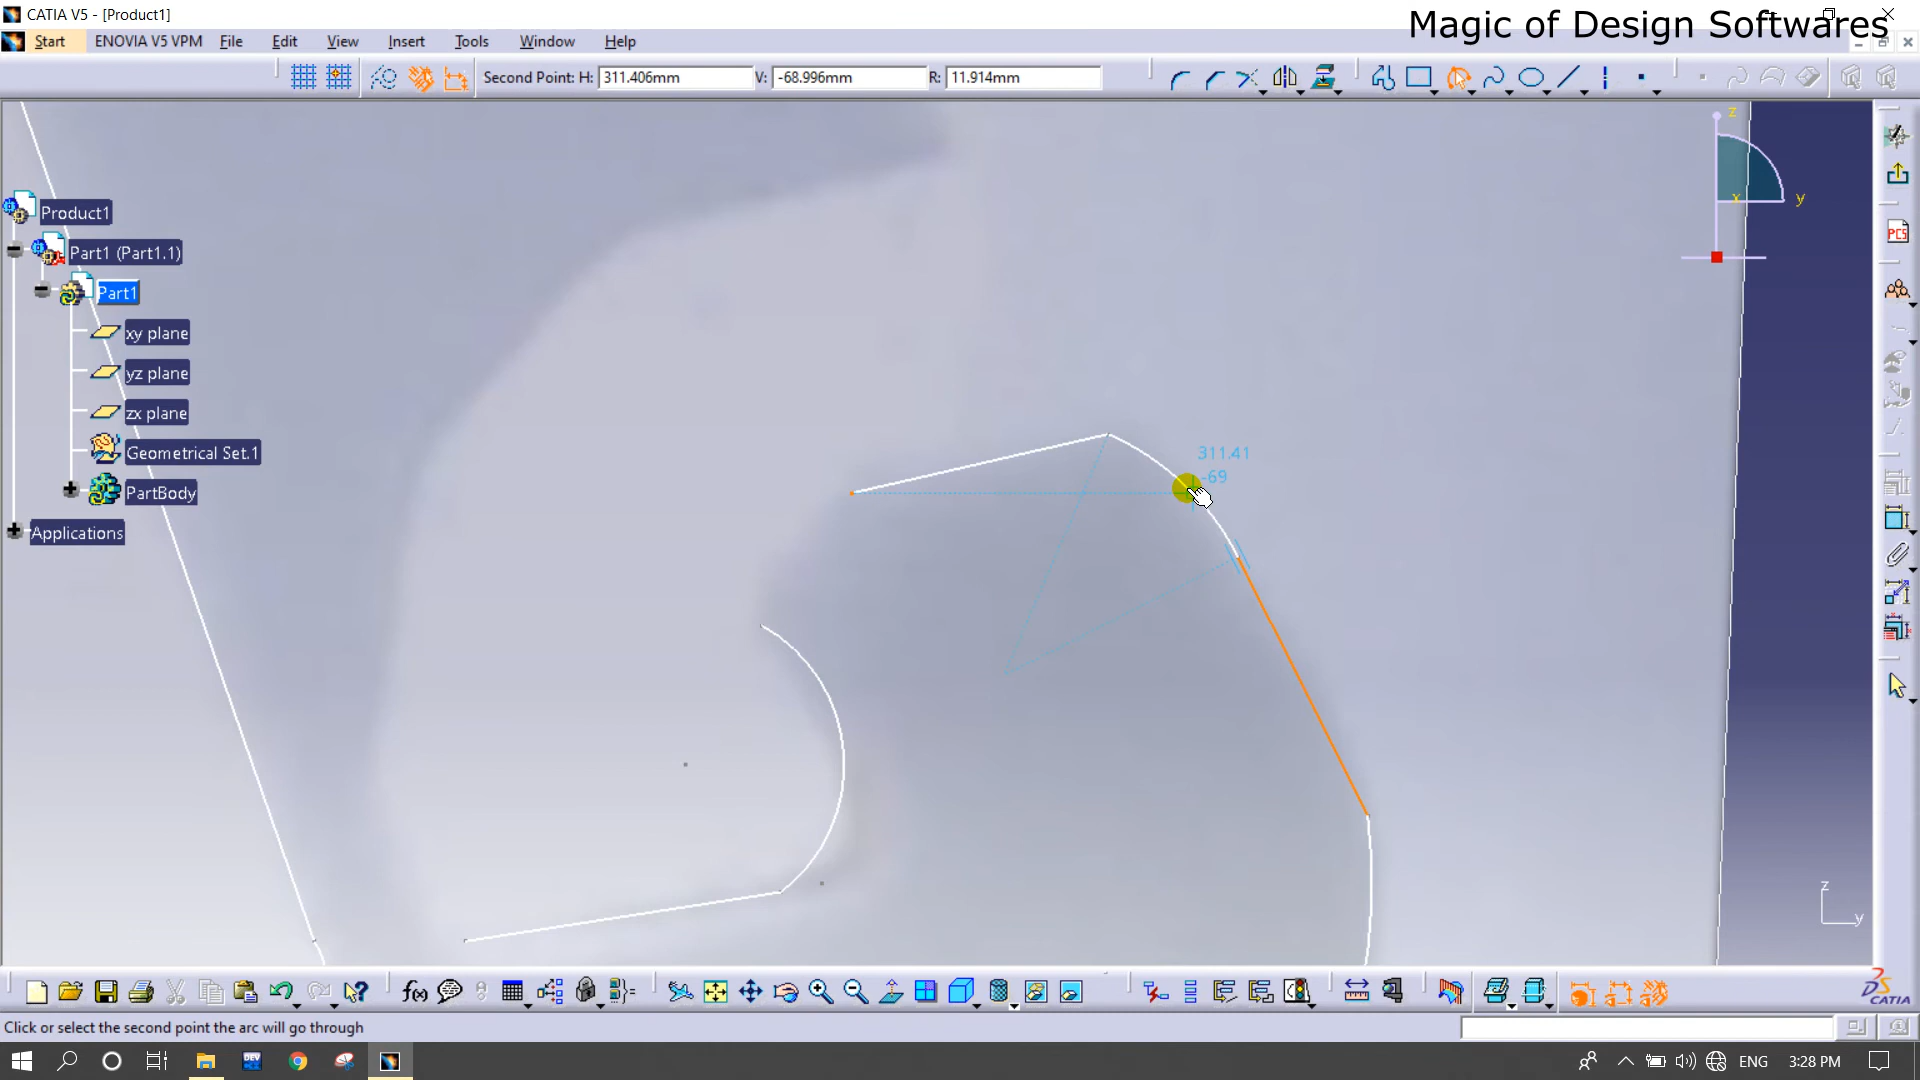 CATIA V5 - [Product1]
Magic of Design Softwares
Start ENOVIA V5 VPM File Edit View Insert Tools Window Help
Second Point: H: 311.406mm V: -68.996mm R: 11.914mm
z
x y
Product1
Part1 (Part1.1)
PCS
Part1
xy plane
yz plane
zx plane
Geometrical Set.1
311.41
-69
PartBody
Applications
z
y
f(x)
CATIA
Click or select the second point the arc will go through
DEV
ENG 3:28 PM